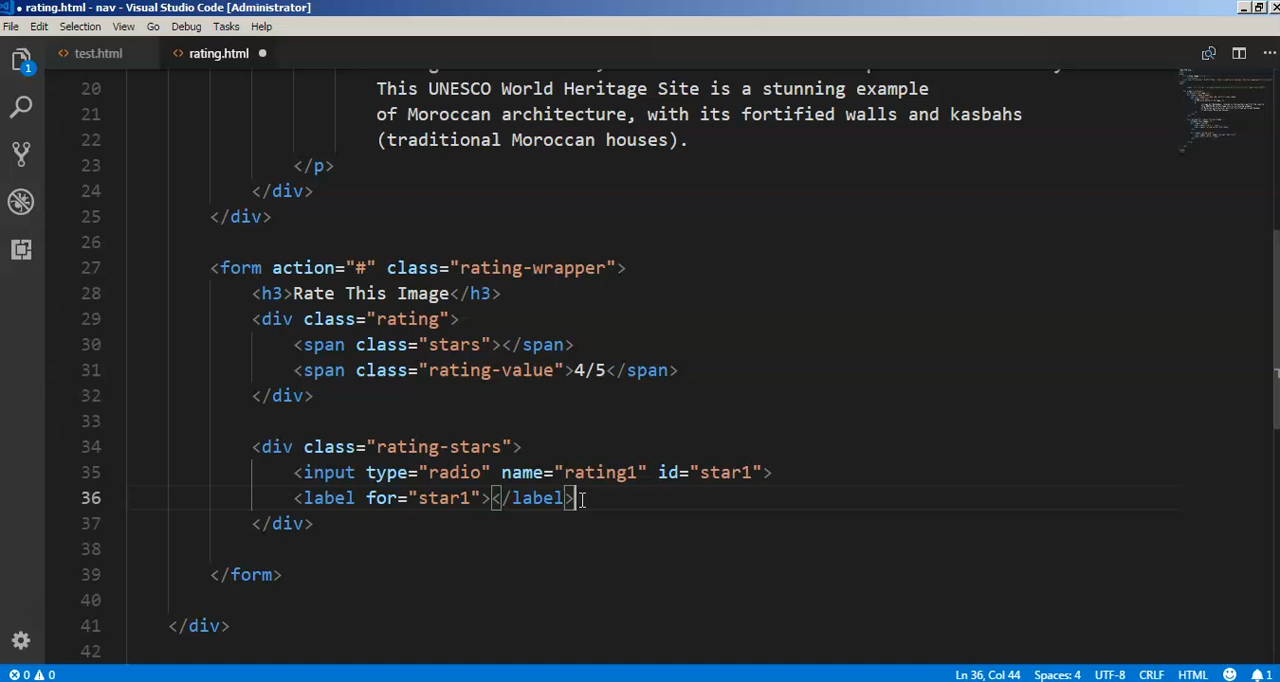 rating.html - nav - Visual Studio Code [Administrator]
File Edit Selection View Go Debug Tasks Help
1
test.html rating.html
20 This UNESCO World Heritage Site is a stunning example
21 of Moroccan architecture, with its fortified walls and kasbahs
22 (traditional Moroccan houses).
23 </p>
24 </div>
25 </div>
26
27 <form action="#" class="rating-wrapper">
28 <h3>Rate This Image</h3>
29 <div class="rating">
30 <span class="stars"></span>
31 <span class="rating-value">4/5</span>
32 </div>
33
34 <div class="rating-stars">
35 <input type="radio" name="rating1" id="star1">
36 <label for="star1"></label>
37 </div>
38
39 </form>
40
41 </div>
42
0 0 Ln 36, Col 44 Spaces: 4 UTF-8 CRLF HTML 1